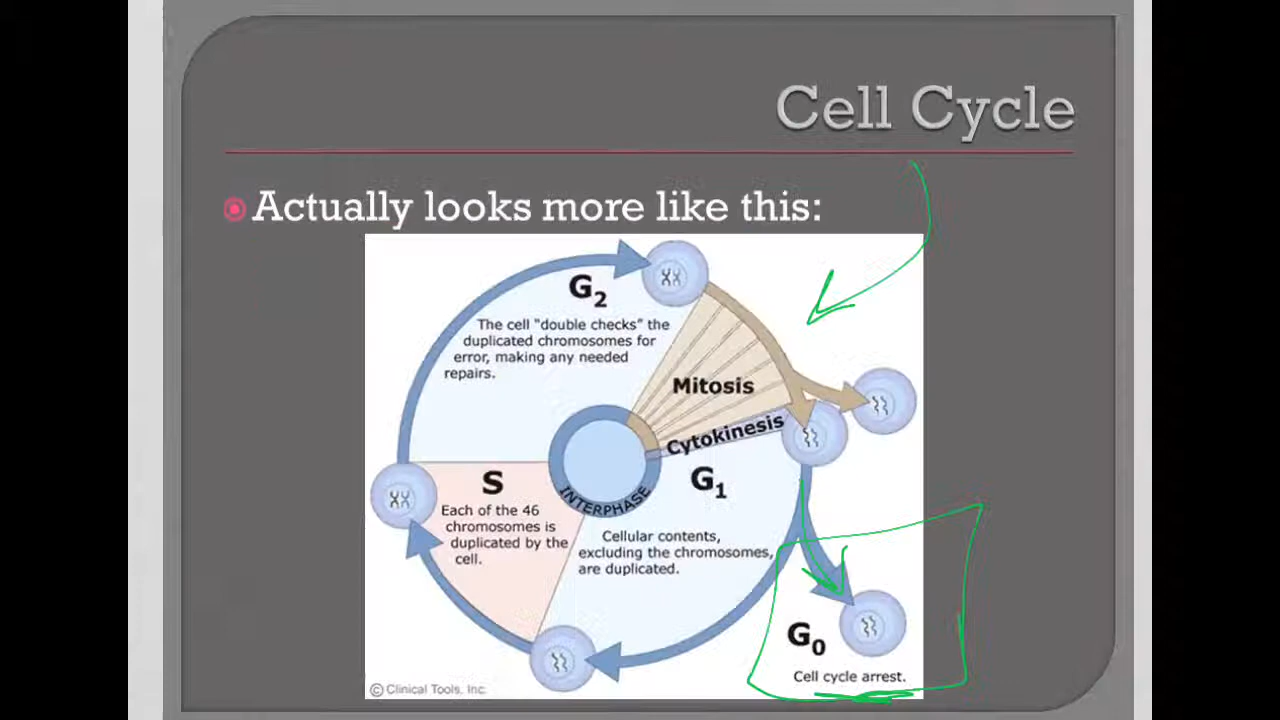 Cell Cycle
Actually looks more like this:
G2
The cell "double checks" the
duplicated chromosomes for
error, making any needed
repairs.
Mitosis
Cytokinesis
S
Each of the 46
chromosomes is
duplicated by the
cell.
INTERPHASE
G1
Cellular contents,
excluding the chromosomes,
are duplicated.
G0
Cell cycle arrest.
© Clinical Tools, Inc.